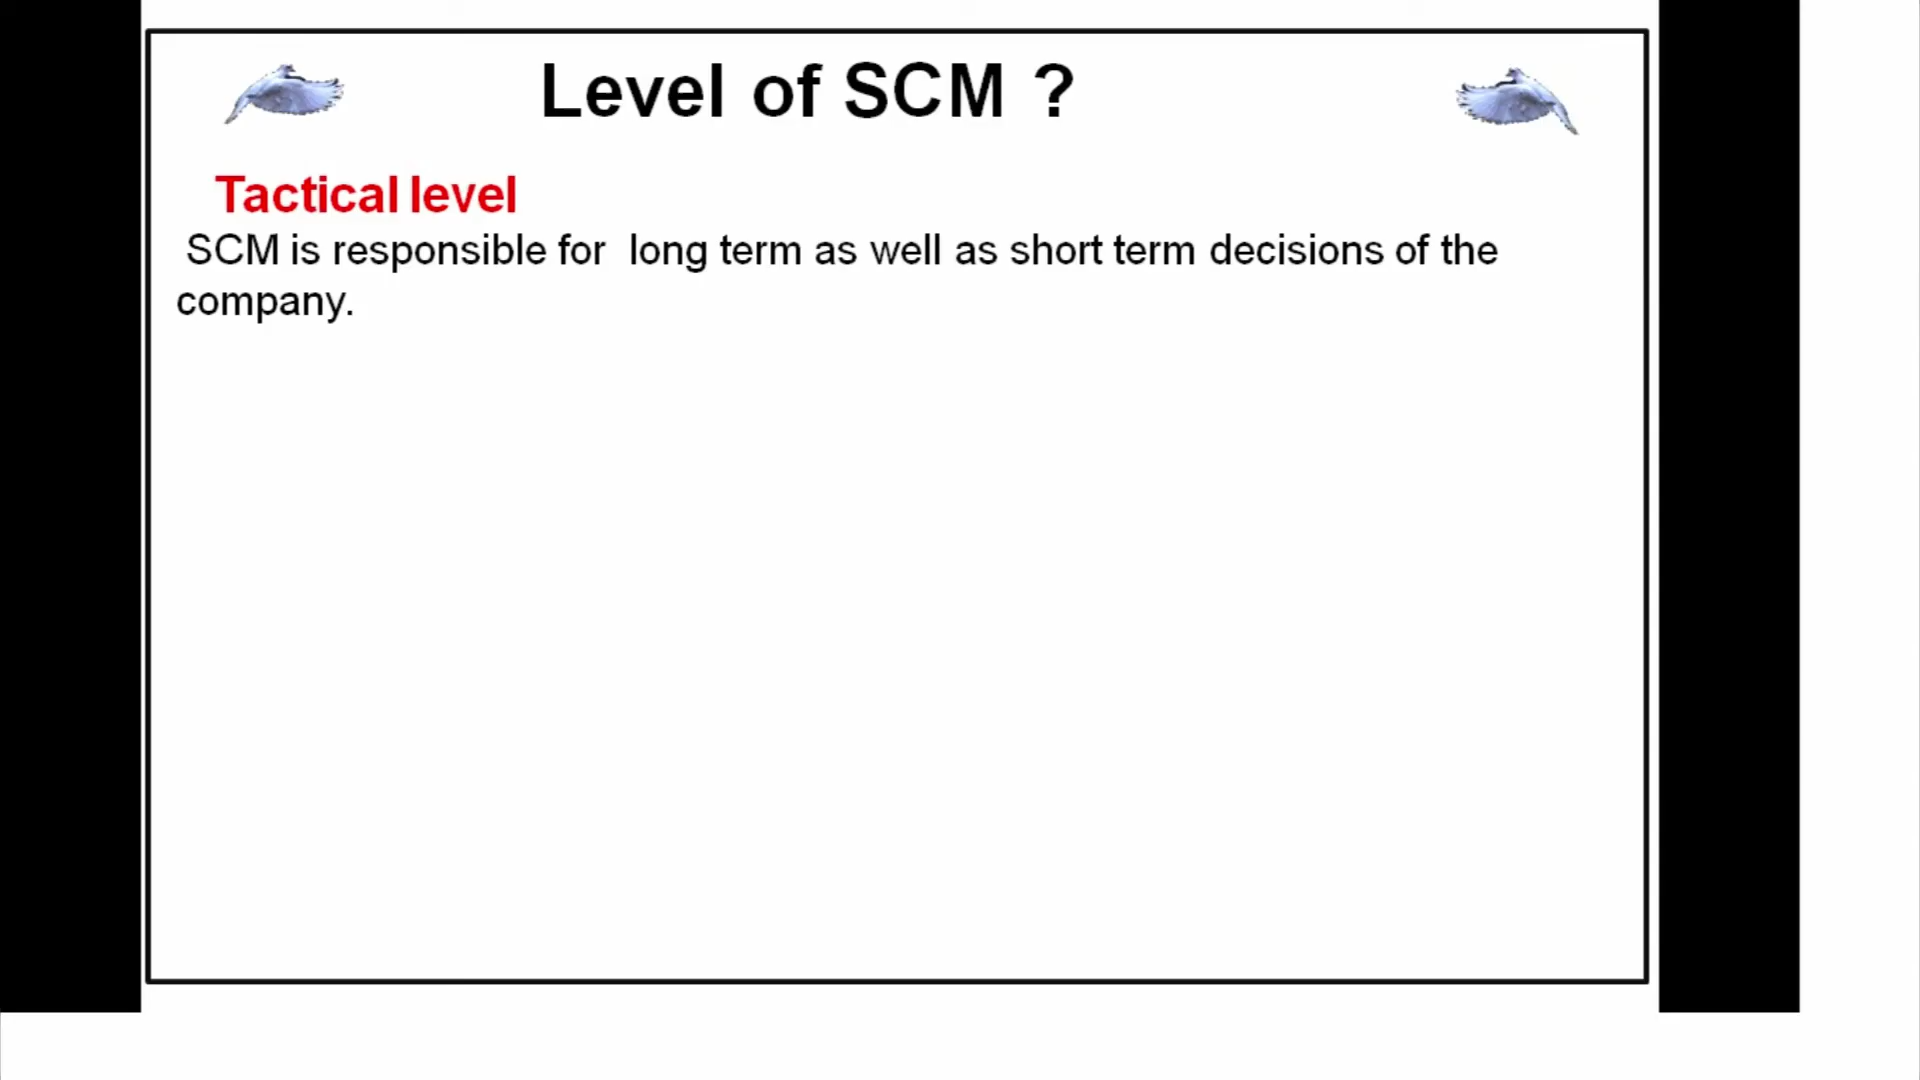 Level of SCM ?
Tactical level
SCM is responsible for long term as well as short term decisions of the
company.